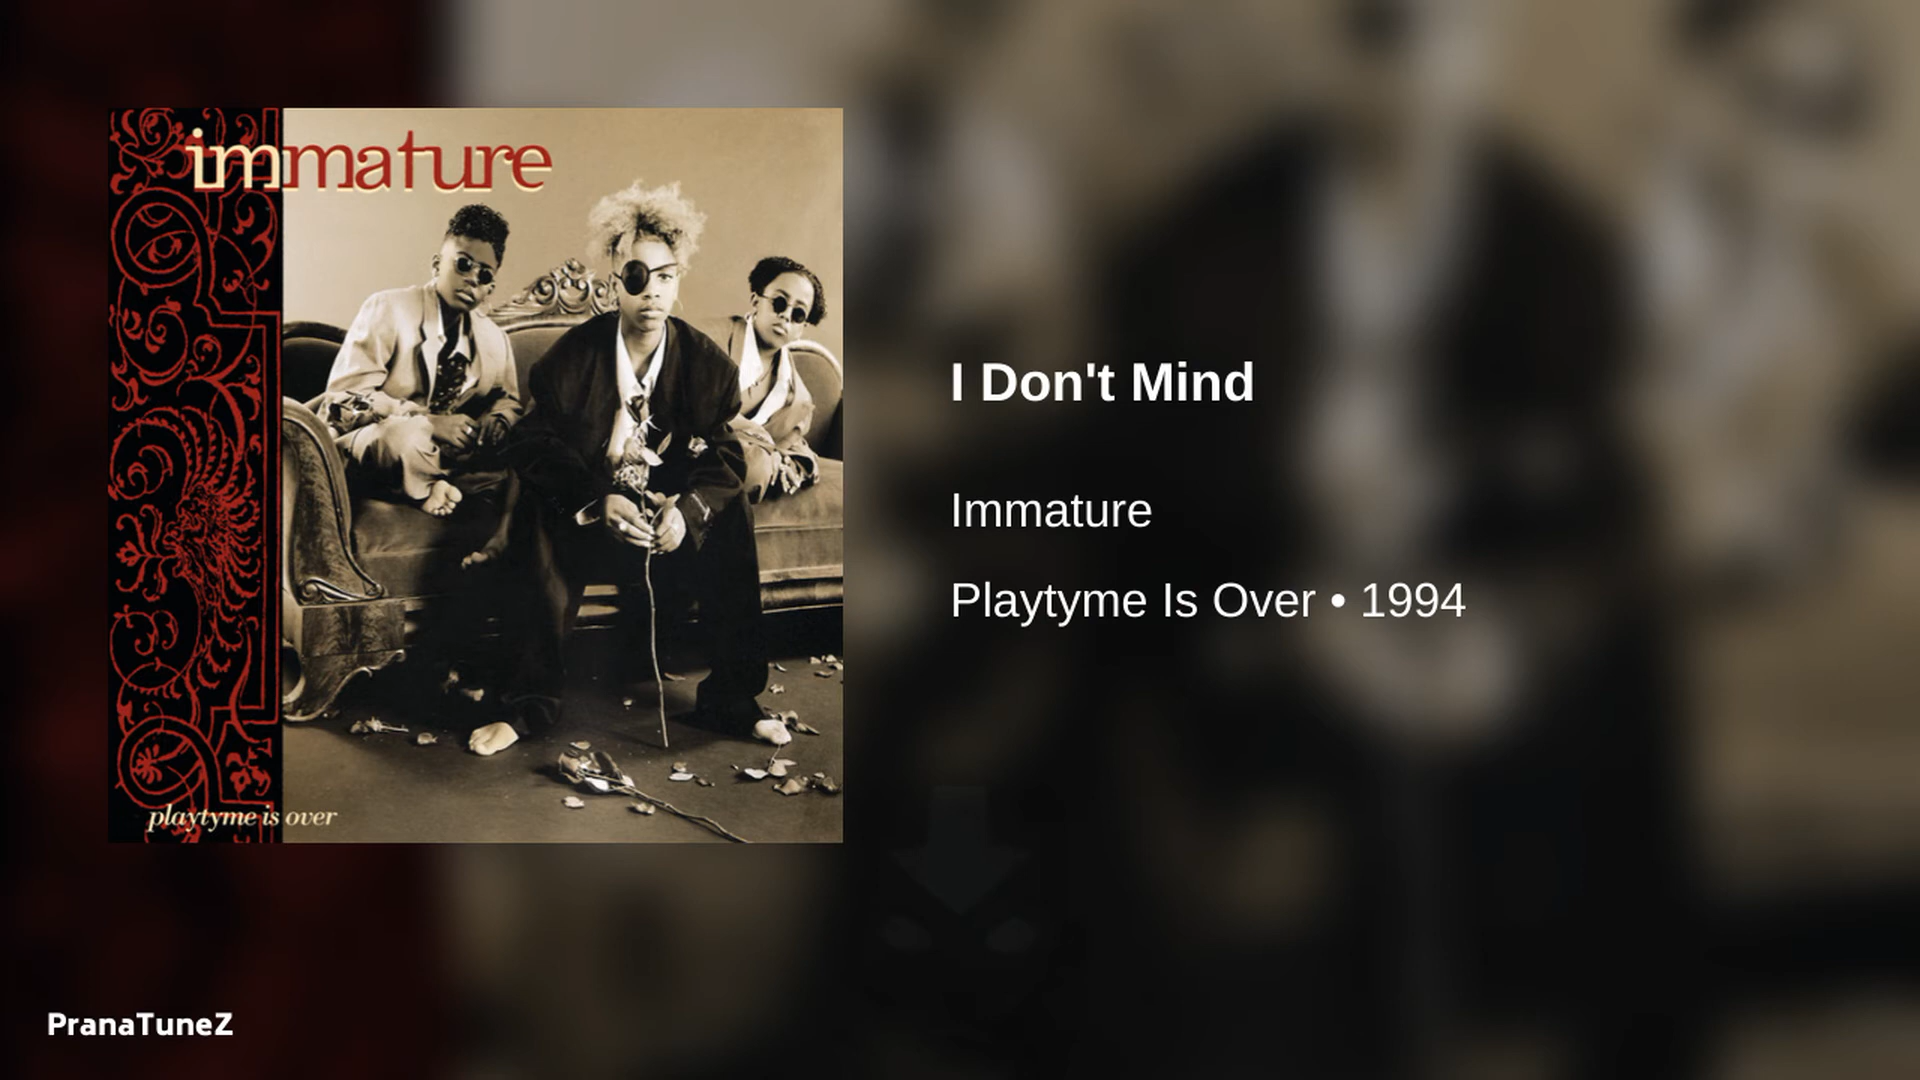 immature
playtyme is over
I Don't Mind
Immature
Playtyme Is Over • 1994
PranaTuneZ